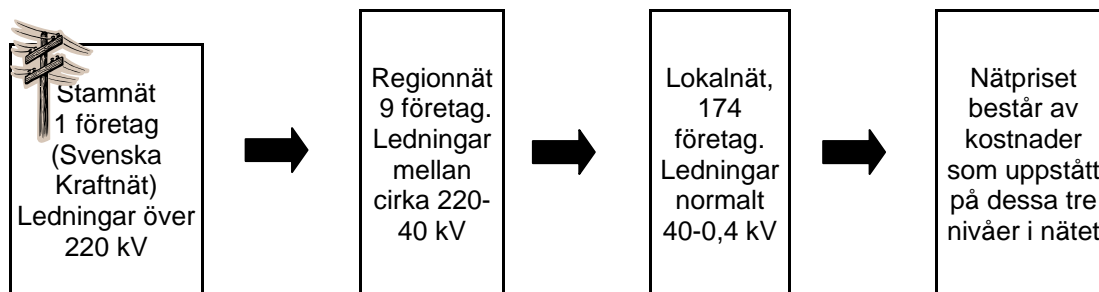 Stamnät
1 företag
(Svenska
Kraftnät)
Ledningar över
220 kV
Regionnät
9 företag.
Ledningar
mellan
cirka 220-
40 kV
Lokalnät,
174
företag.
Ledningar
normalt
40-0,4 kV
Nätpriset
består av
kostnader
som uppstått
på dessa tre
nivåer i nätet